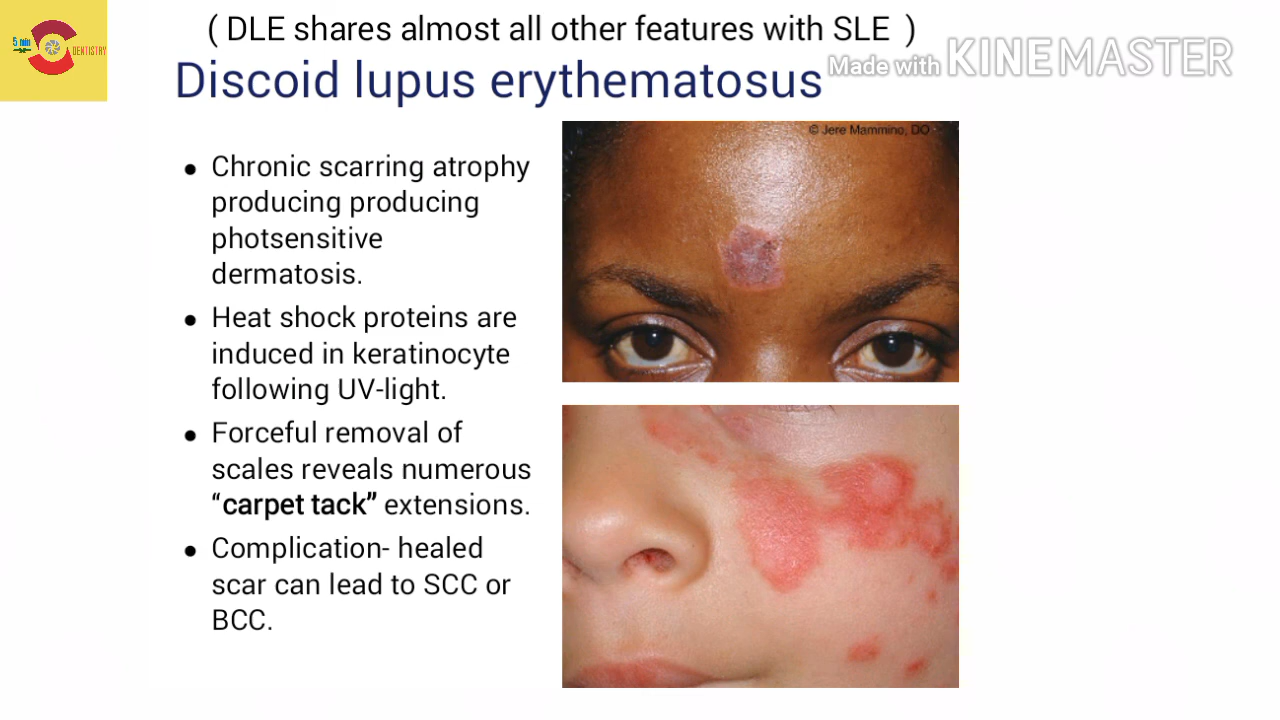 ( DLE shares almost all other features with SLE )
Made with KINEMASTER
Discoid lupus erythematosus
5 min
DENTISTRY
© Jere Mammino, DO
● Chronic scarring atrophy
producing producing
photsensitive
dermatosis.
● Heat shock proteins are
induced in keratinocyte
following UV-light.
● Forceful removal of
scales reveals numerous
“carpet tack” extensions.
● Complication- healed
scar can lead to SCC or
BCC.